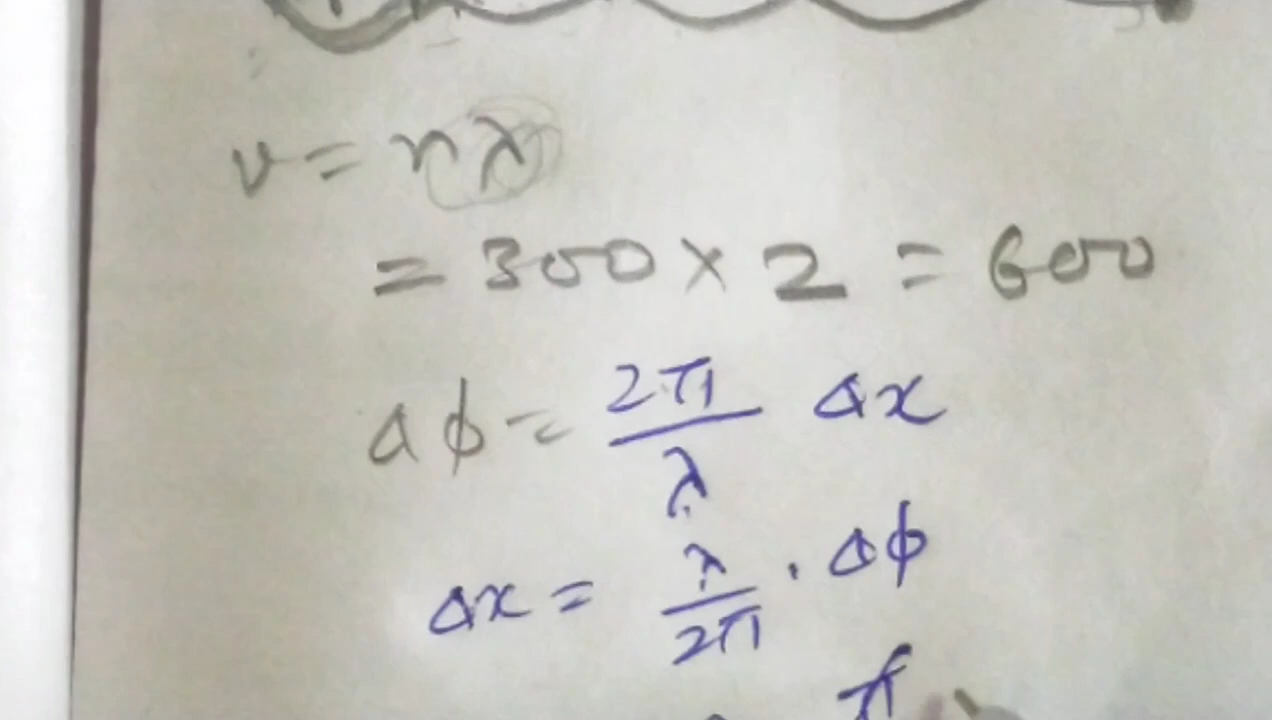 v = nλ
= 300 × 2 = 600
Δϕ = 2π/λ Δx
Δx = λ/2π . Δϕ
π